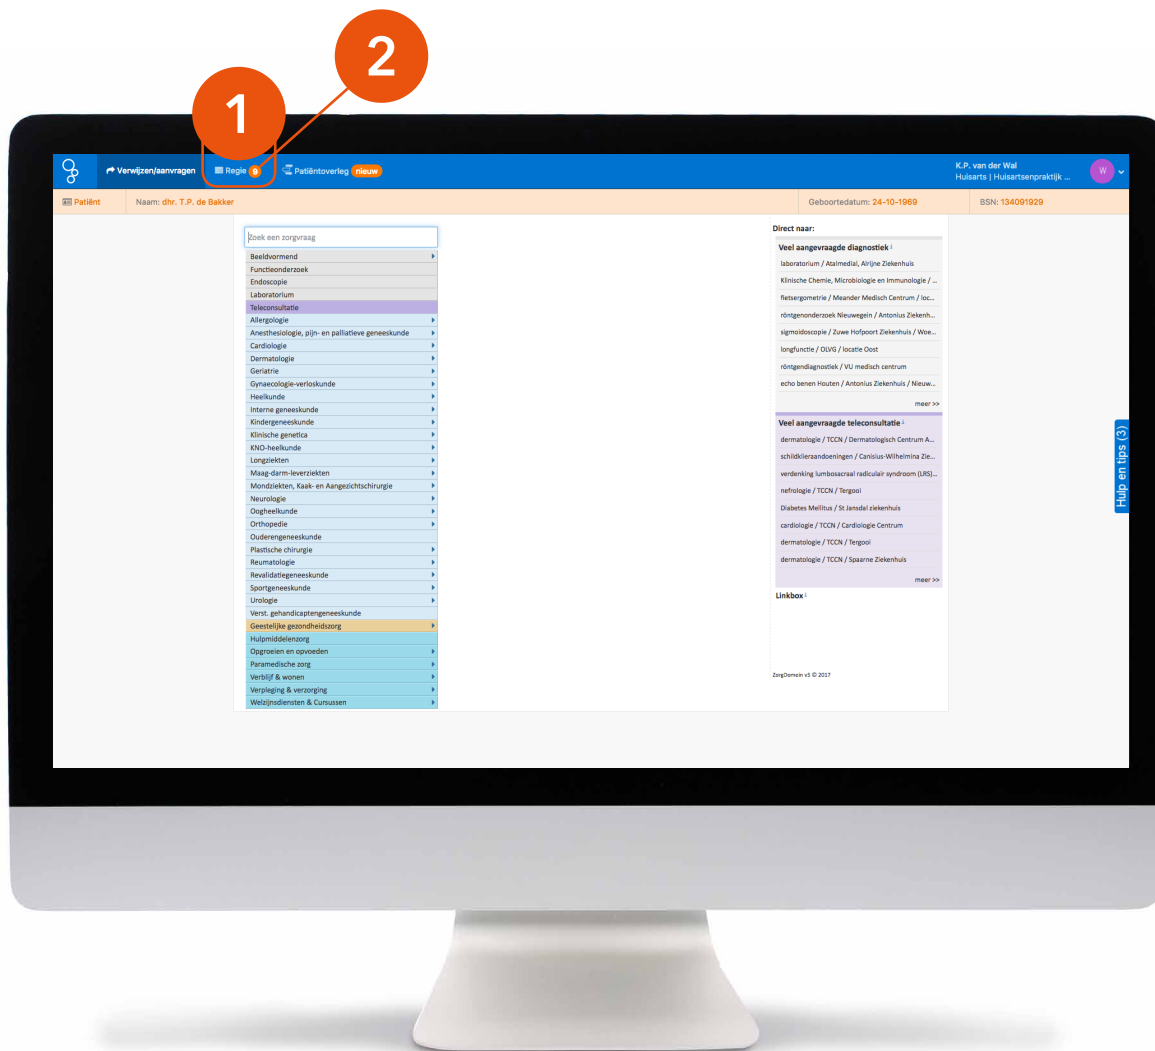 2
1
Verwijzen/aanvragen
Regie 9
Patiëntoverleg nieuw
K.P. van der Wal
Huisarts | Huisartsenpraktijk ...
W
Patiënt
Naam: dhr. T.P. de Bakker
Geboortedatum: 24-10-1969
BSN: 134091929
Zoek een zorgvraag
Beeldvormend
Functieonderzoek
Endoscopie
Laboratorium
Teleconsultatie
Allergologie
Anesthesiologie, pijn- en palliatieve geneeskunde
Cardiologie
Dermatologie
Geriatrie
Gynaecologie-verloskunde
Heelkunde
Interne geneeskunde
Kindergeneeskunde
Klinische genetica
KNO-heelkunde
Longziekten
Maag-darm-leverziekten
Mondziekten, Kaak- en Aangezichtschirurgie
Neurologie
Oogheelkunde
Orthopedie
Ouderengeneeskunde
Plastische chirurgie
Reumatologie
Revalidatiegeneeskunde
Sportgeneeskunde
Urologie
Verst. gehandicaptengeneeskunde
Geestelijke gezondheidszorg
Hulpmiddelenzorg
Opgroeien en opvoeden
Paramedische zorg
Verblijf & wonen
Verpleging & verzorging
Welzijnsdiensten & Cursussen
Direct naar:
Veel aangevraagde diagnostiek
laboratorium / Atalmedial, Alrijne Ziekenhuis
Klinische Chemie, Microbiologie en Immunologie / ...
fietsergometrie / Meander Medisch Centrum / loc...
röntgenonderzoek Nieuwegein / Antonius Ziekenh...
sigmoidoscopie / Zuwe Hofpoort Ziekenhuis / Woe...
longfunctie / OLVG / locatie Oost
röntgendiagnostiek / VU medisch centrum
echo benen Houten / Antonius Ziekenhuis / Nieuw...
meer >>
Veel aangevraagde teleconsultatie
dermatologie / TCCN / Dermatologisch Centrum A...
schildklierzandoeningen / Canisius-Wilhelmina Zie...
verdenking lumbosacraal radiculair syndroom (LRS)...
nefrologie / TCCN / Tergooi
Diabetes Mellitus / St Jansdal ziekenhuis
cardiologie / TCCN / Cardiologie Centrum
dermatologie / TCCN / Tergooi
dermatologie / TCCN / Spaarne Ziekenhuis
meer >>
Linkbox
ZorgDomein v5 © 2017
Hulp en tips (3)